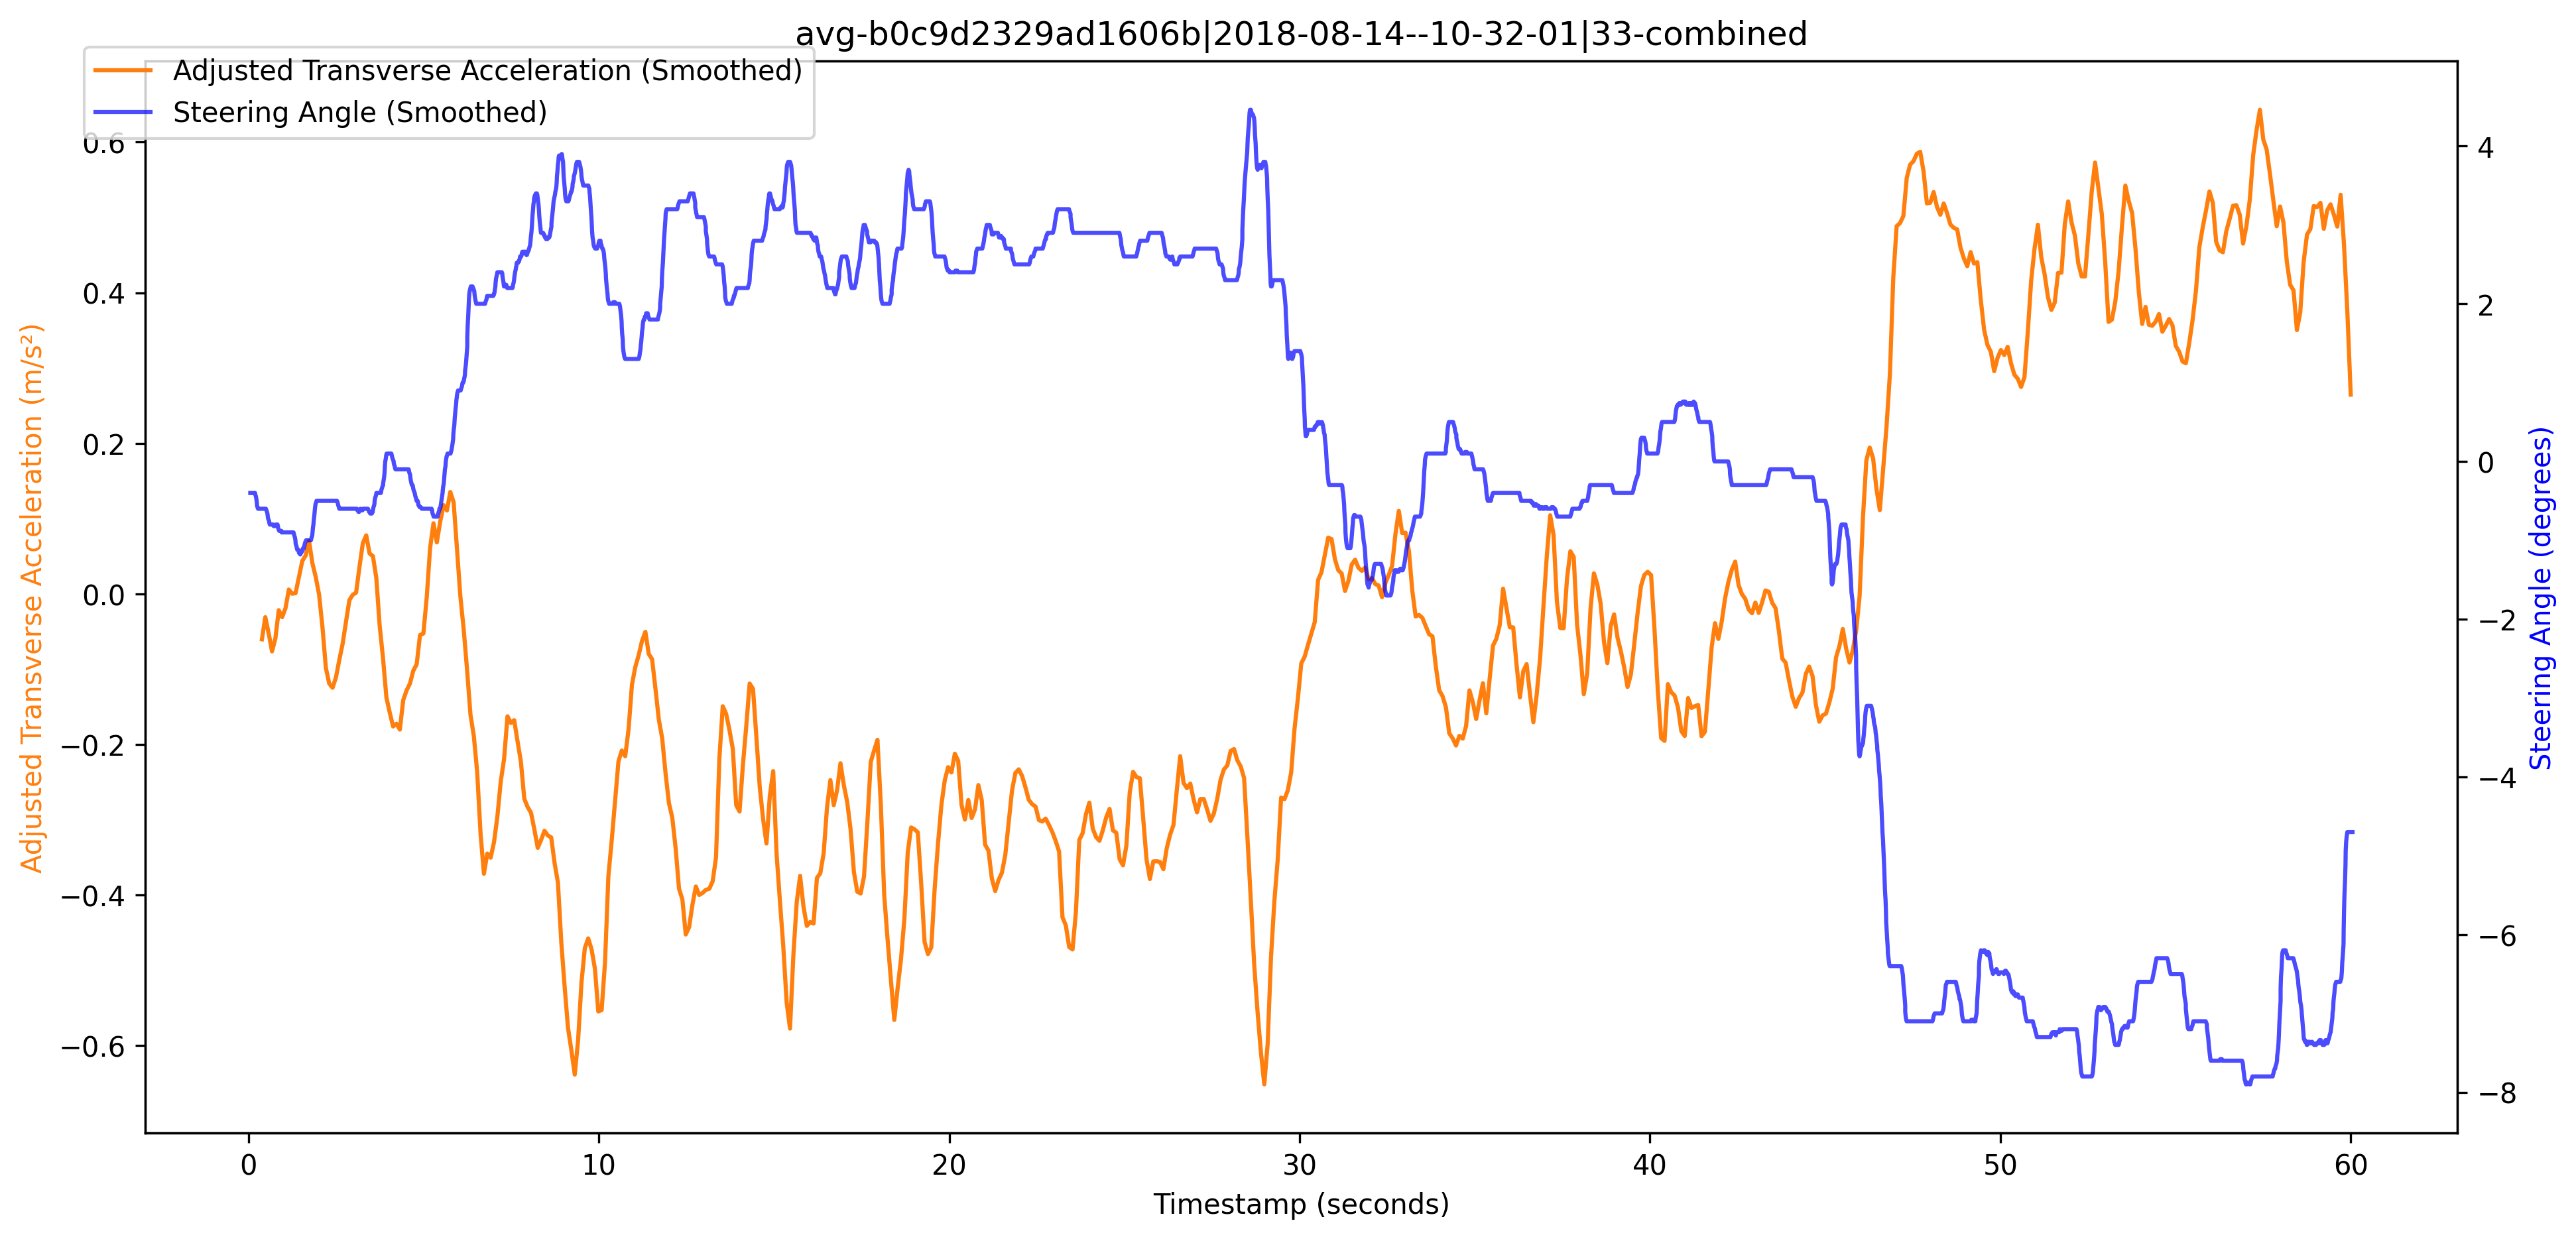 avg-b0c9d2329ad1606b|2018-08-14--10-32-01|33-combined
Adjusted Transverse Acceleration (Smoothed)
Steering Angle (Smoothed)
0.6
0.4
0.2
0.0
−0.2
−0.4
−0.6
Adjusted Transverse Acceleration (m/s²)
4
2
0
−2
−4
−6
−8
Steering Angle (degrees)
0 10 20 30 40 50 60
Timestamp (seconds)